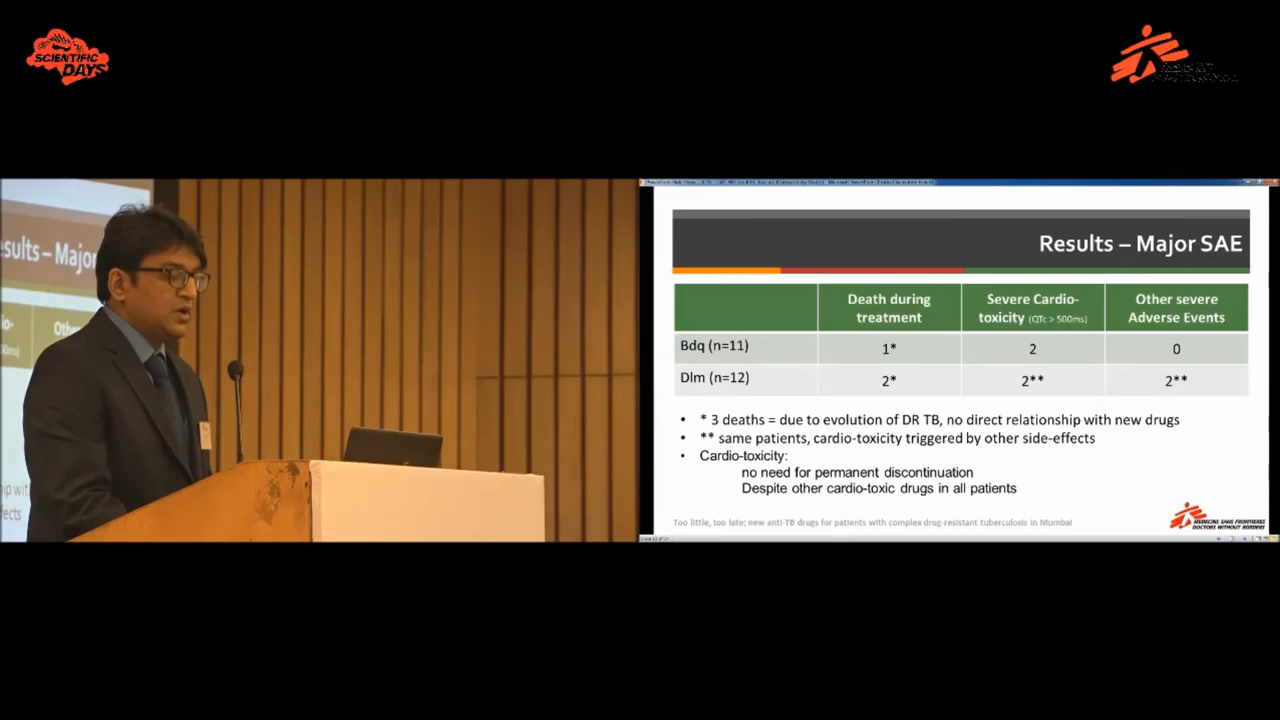 SCIENTIFIC
DAYS
sults – Major
Results – Major SAE
Death during
treatment
Severe Cardio-
toxicity (QTc > 500ms)
Other severe
Adverse Events
Bdq (n=11)
1*
2
0
Dlm (n=12)
2*
2**
2**
• * 3 deaths = due to evolution of DR TB, no direct relationship with new drugs
• ** same patients, cardio-toxicity triggered by other side-effects
• Cardio-toxicity:
no need for permanent discontinuation
Despite other cardio-toxic drugs in all patients
Too little, too late; new anti-TB drugs for patients with complex drug-resistant tuberculosis in Mumbai
MEDECINS SANS FRONTIERES
DOCTORS WITHOUT BORDERS